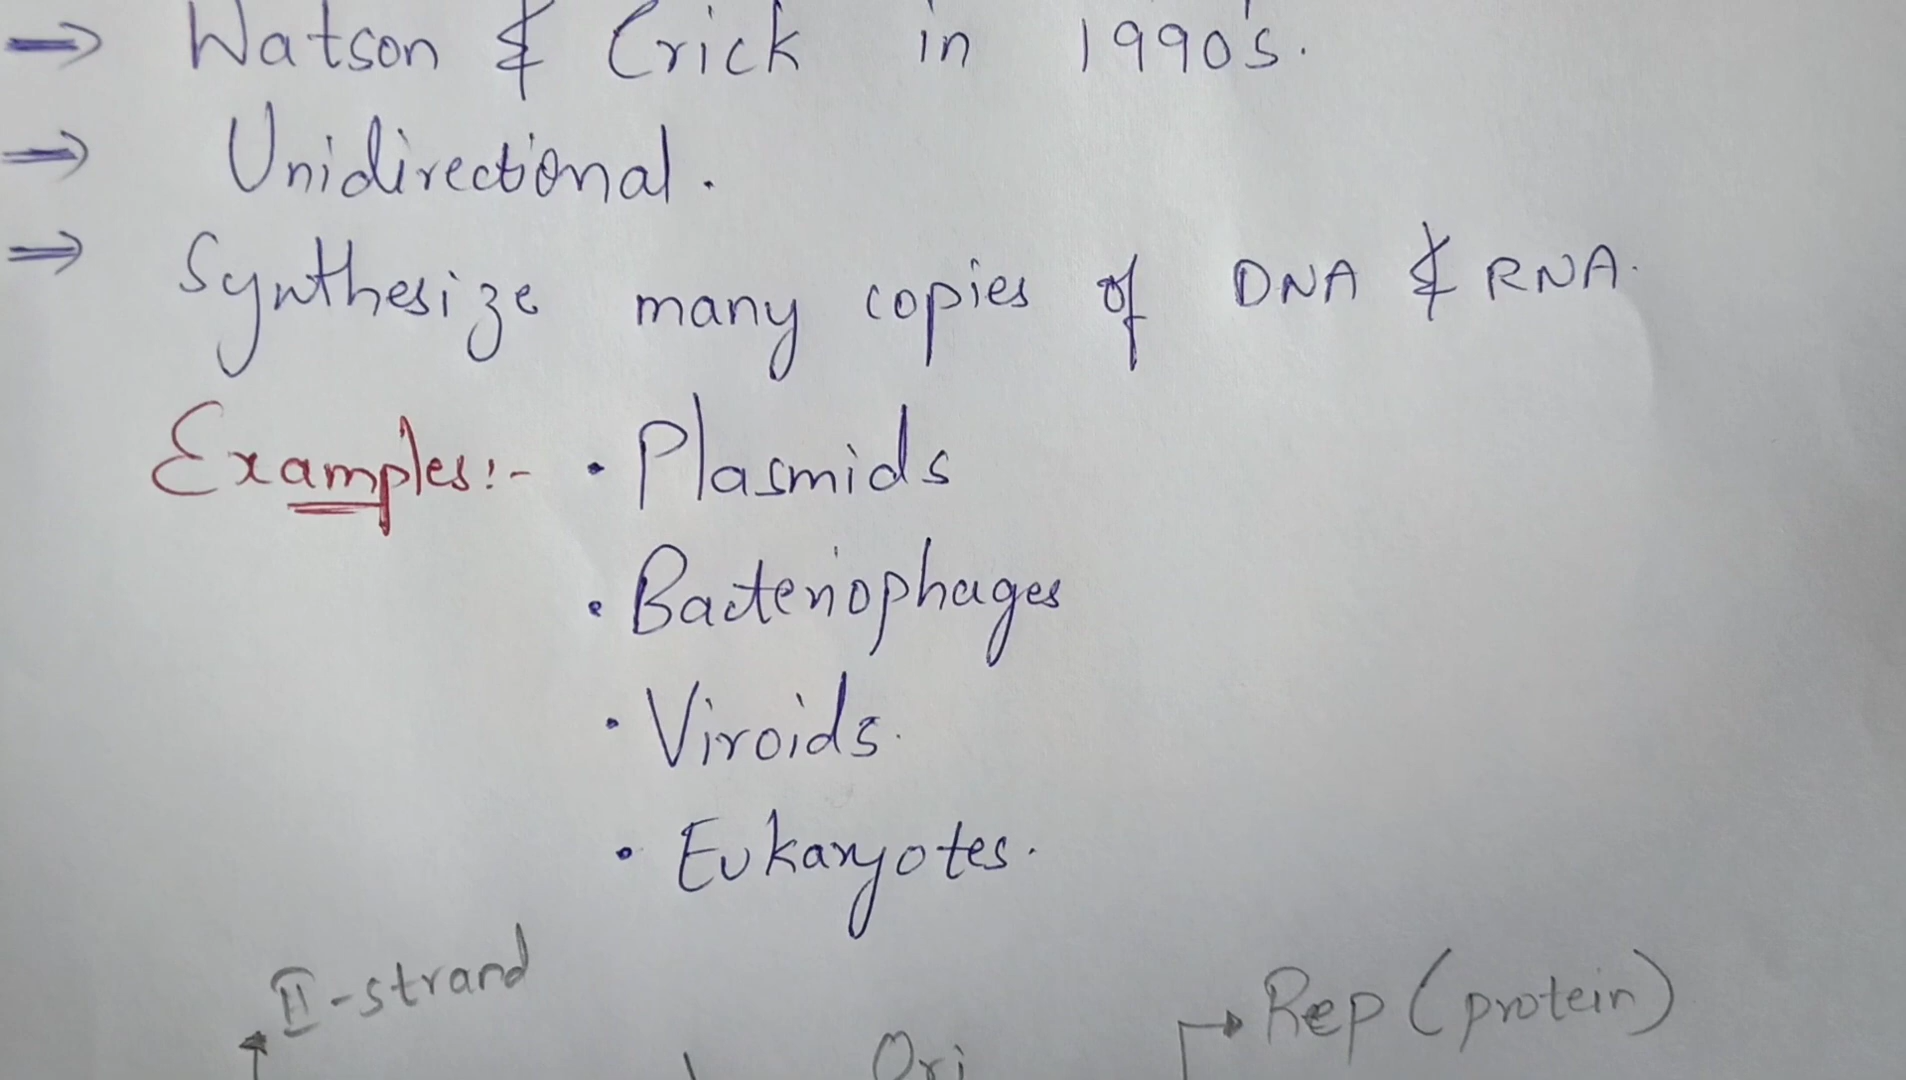 ⇒ Watson & Crick in 1990's.
⇒ Unidirectional.
⇒ Synthesize many copies of DNA & RNA.
Examples:- • Plasmids
• Bacteriophages
• Viroids.
• Eukaryotes.
II-strand
Rep (protein)
Ori